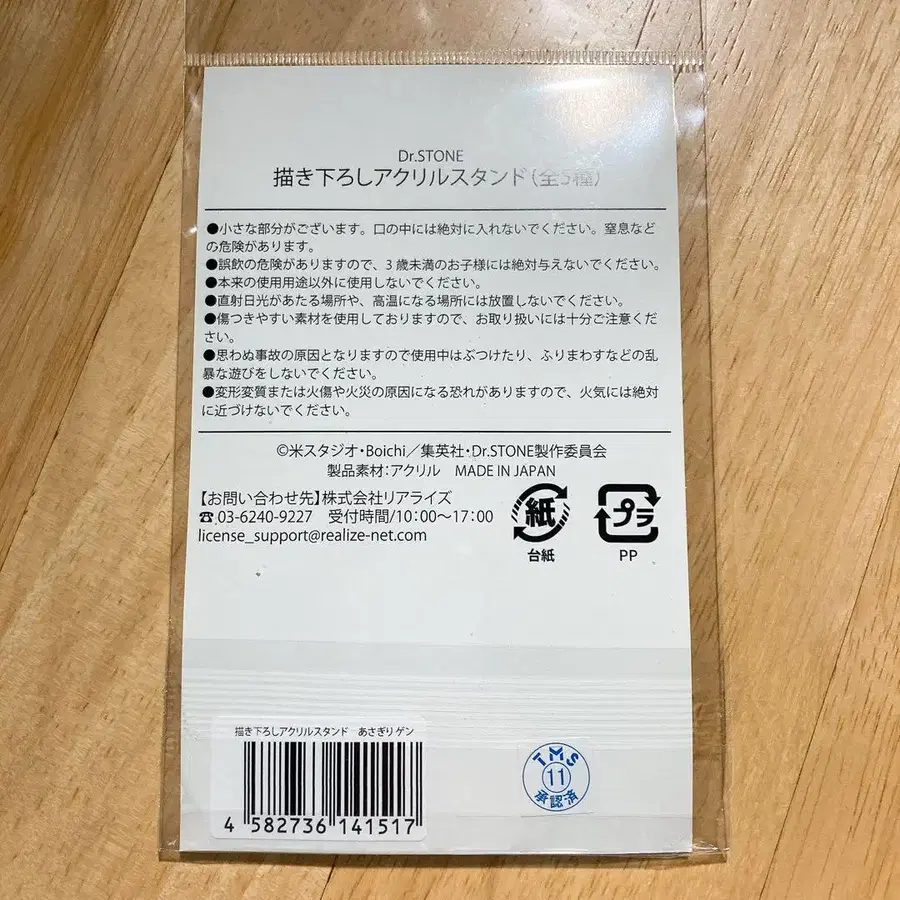 Dr.STONE
描き下ろしアクリルスタンド(全5種)
●小さな部分がございます。口の中には絶対に入れないでください。窒息など
の危険があります。
●誤飲の危険がありますので、3歳未満のお子様には絶対与えないでください。
●本来の使用用途以外に使用しないでください。
●直射日光があたる場所や、高温になる場所には放置しないでください。
●傷つきやすい素材を使用しておりますので、お取り扱いには十分ご注意くだ
さい。
●思わぬ事故の原因となりますので使用中はぶつけたり、ふりまわすなどの乱
暴な遊びをしないでください。
●変形変質または火傷や火災の原因になる恐れがありますので、火気には絶対
に近づけないでください。
©米スタジオ・Boichi/集英社・Dr.STONE製作委員会
製品素材:アクリル MADE IN JAPAN
【お問い合わせ先】株式会社リアライズ
☎03-6240-9227 受付時間/10:00~17:00
license_support@realize-net.com
紙
台紙
プラ
PP
描き下ろしアクリルスタンド あさぎりゲン
4 582736 141517
TMS
11
承認済